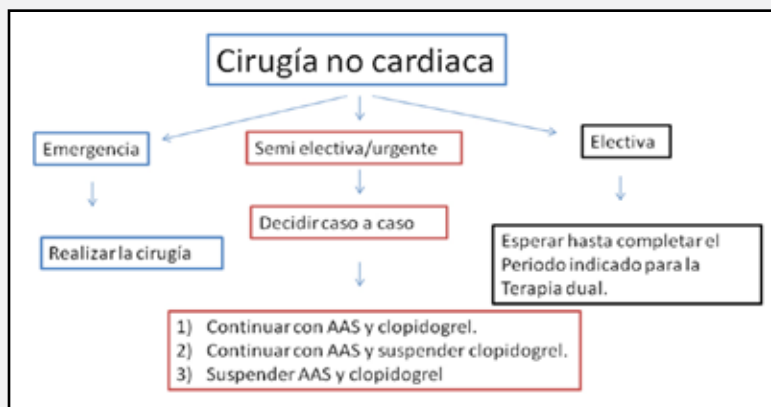 Cirugía no cardiaca
Emergencia
Semi electiva/urgente
Electiva
Decidir caso a caso
Realizar la cirugía
Esperar hasta completar el
Periodo indicado para la
Terapia dual.
1) Continuar con AAS y clopidogrel.
2) Continuar con AAS y suspender clopidogrel.
3) Suspender AAS y clopidogrel